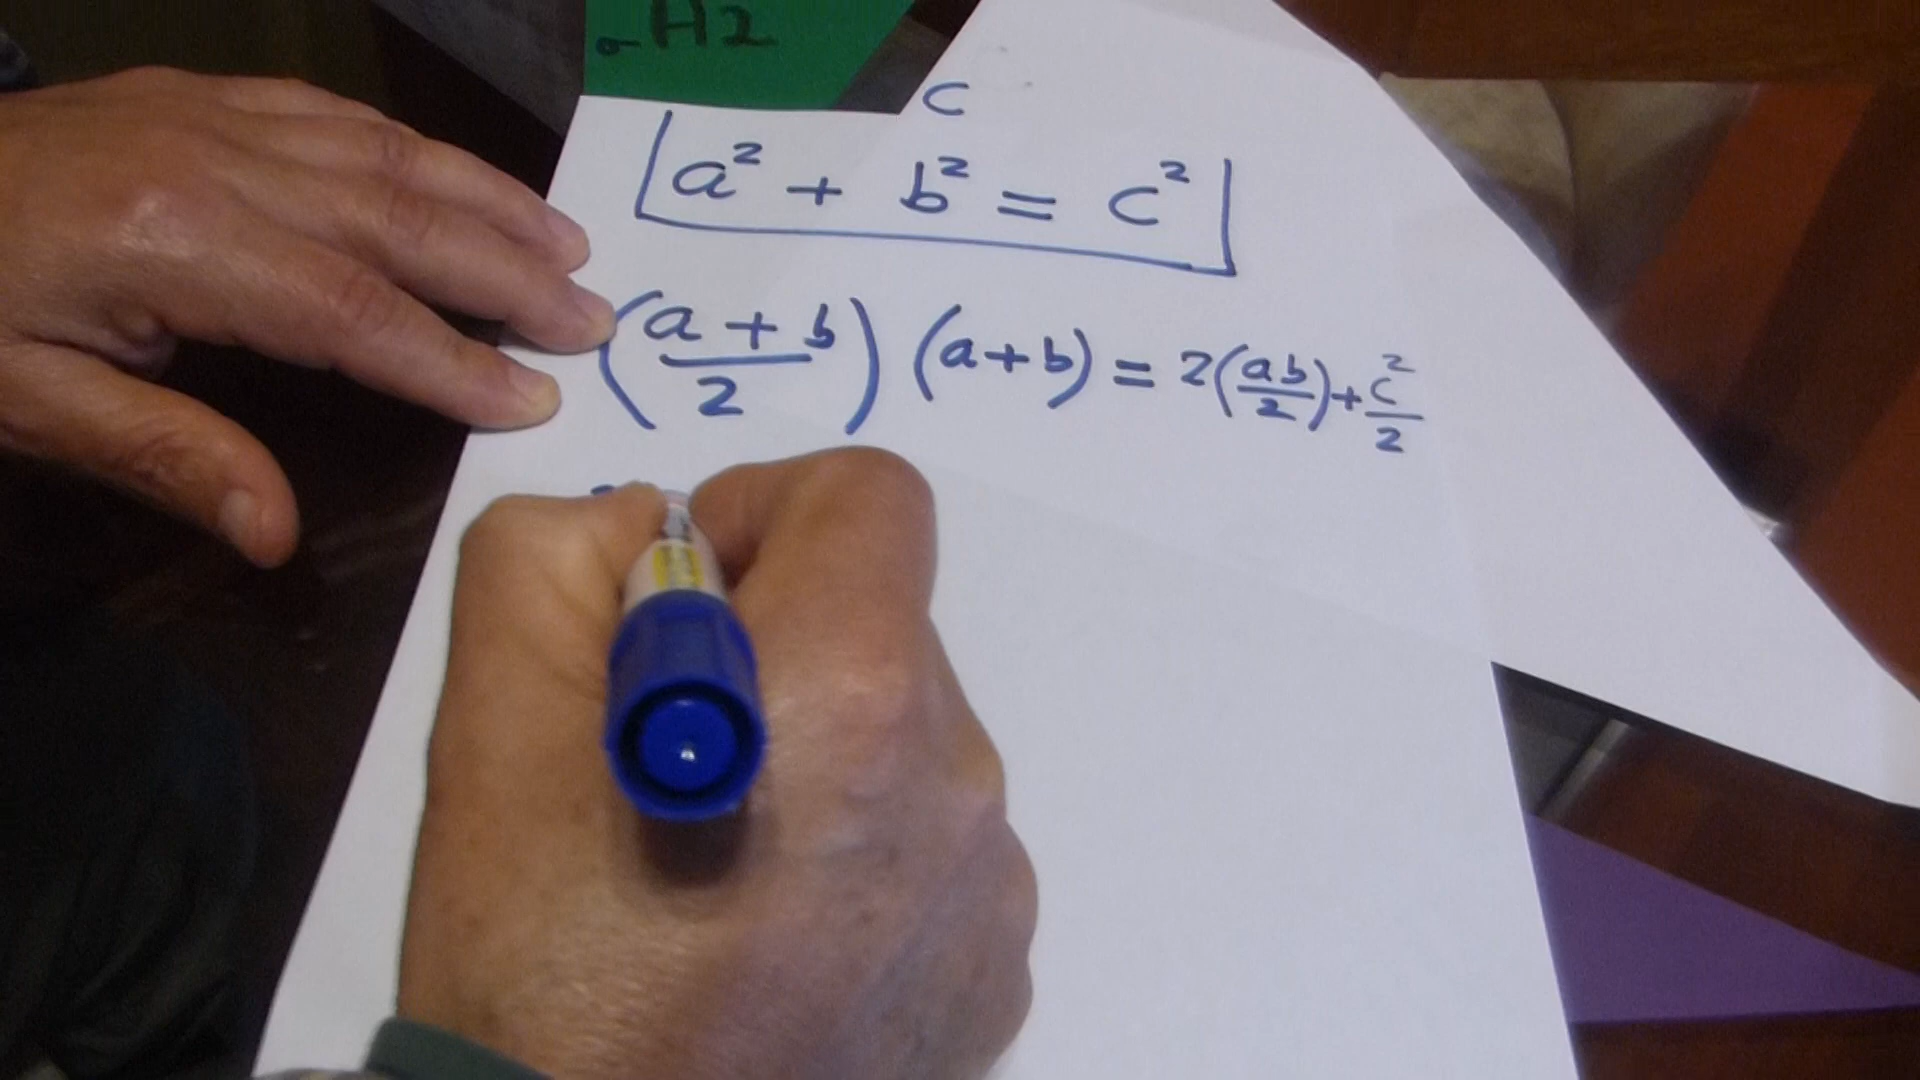 H2
c
a² + b² = c²
(a + b / 2) (a + b) = 2(ab / 2) + c² / 2